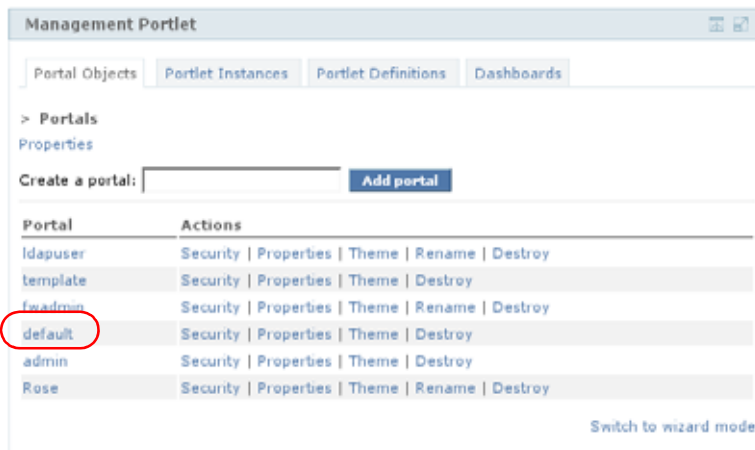 Management Portlet
Portal Objects Portlet Instances Portlet Definitions Dashboards
> Portals
Properties
Create a portal: Add portal
Portal Actions
ldapuser Security | Properties | Theme | Rename | Destroy
template Security | Properties | Theme | Destroy
fwadmin Security | Properties | Theme | Rename | Destroy
default Security | Properties | Theme | Destroy
admin Security | Properties | Theme | Destroy
Rose Security | Properties | Theme | Rename | Destroy
Switch to wizard mode